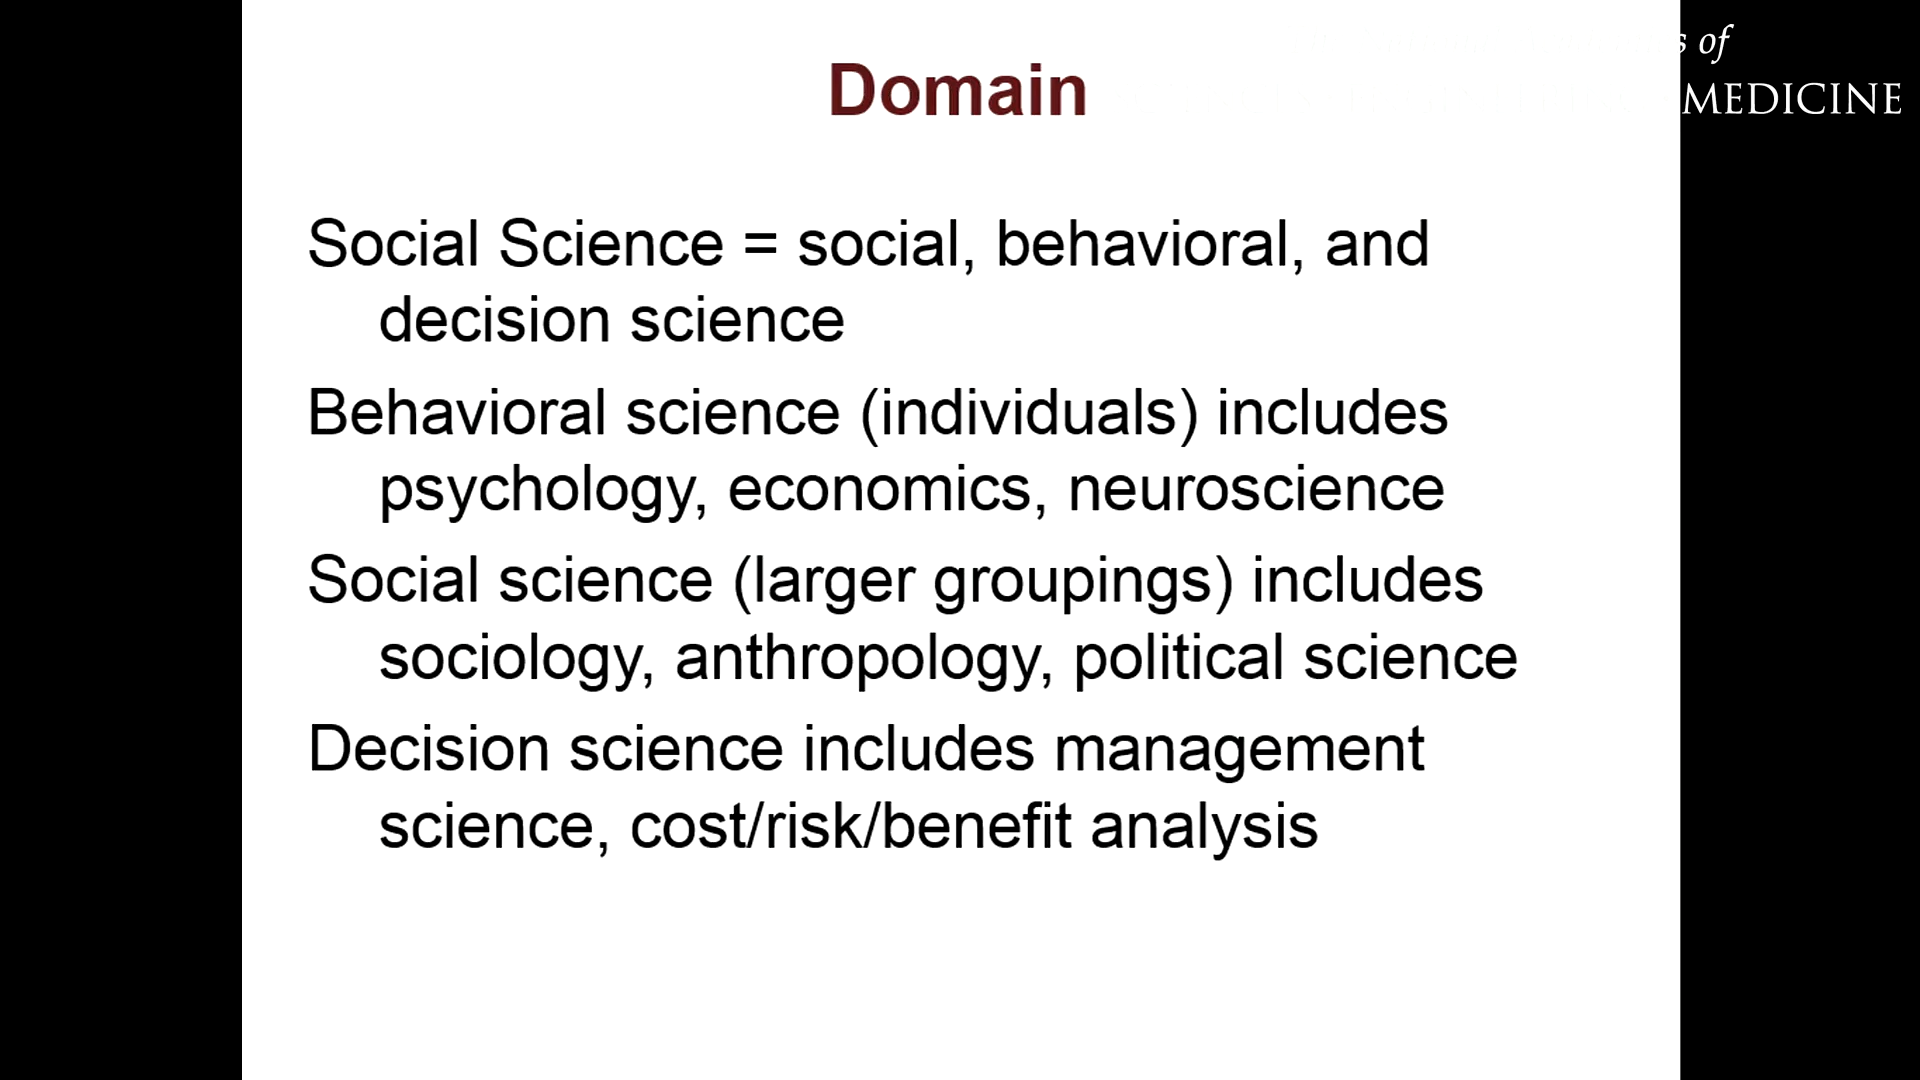 of
MEDICINE
Domain
Social Science = social, behavioral, and
decision science
Behavioral science (individuals) includes
psychology, economics, neuroscience
Social science (larger groupings) includes
sociology, anthropology, political science
Decision science includes management
science, cost/risk/benefit analysis